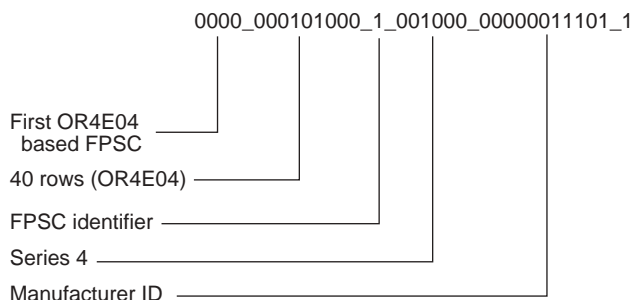 0000_000101000_1_001000_00000011101_1
First OR4E04
based FPSC
40 rows (OR4E04)
FPSC identifier
Series 4
Manufacturer ID